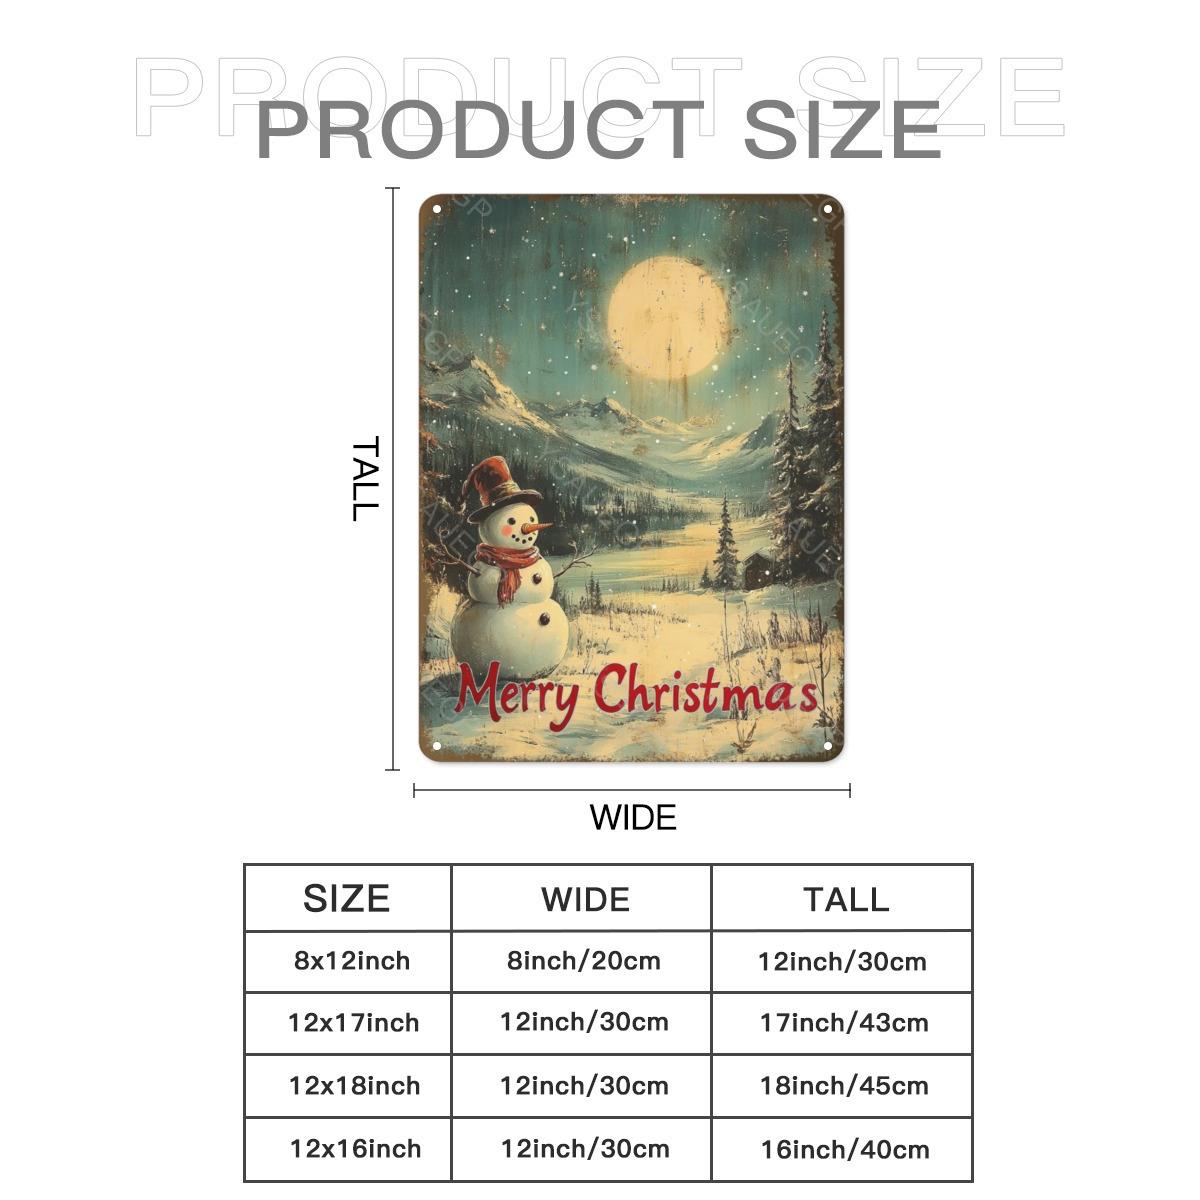 PRODUCT SIZE
PRODUCT SIZE
TALL
Merry Christmas
WIDE
SIZE WIDE TALL
8x12inch 8inch/20cm 12inch/30cm
12x17inch 12inch/30cm 17inch/43cm
12x18inch 12inch/30cm 18inch/45cm
12x16inch 12inch/30cm 16inch/40cm